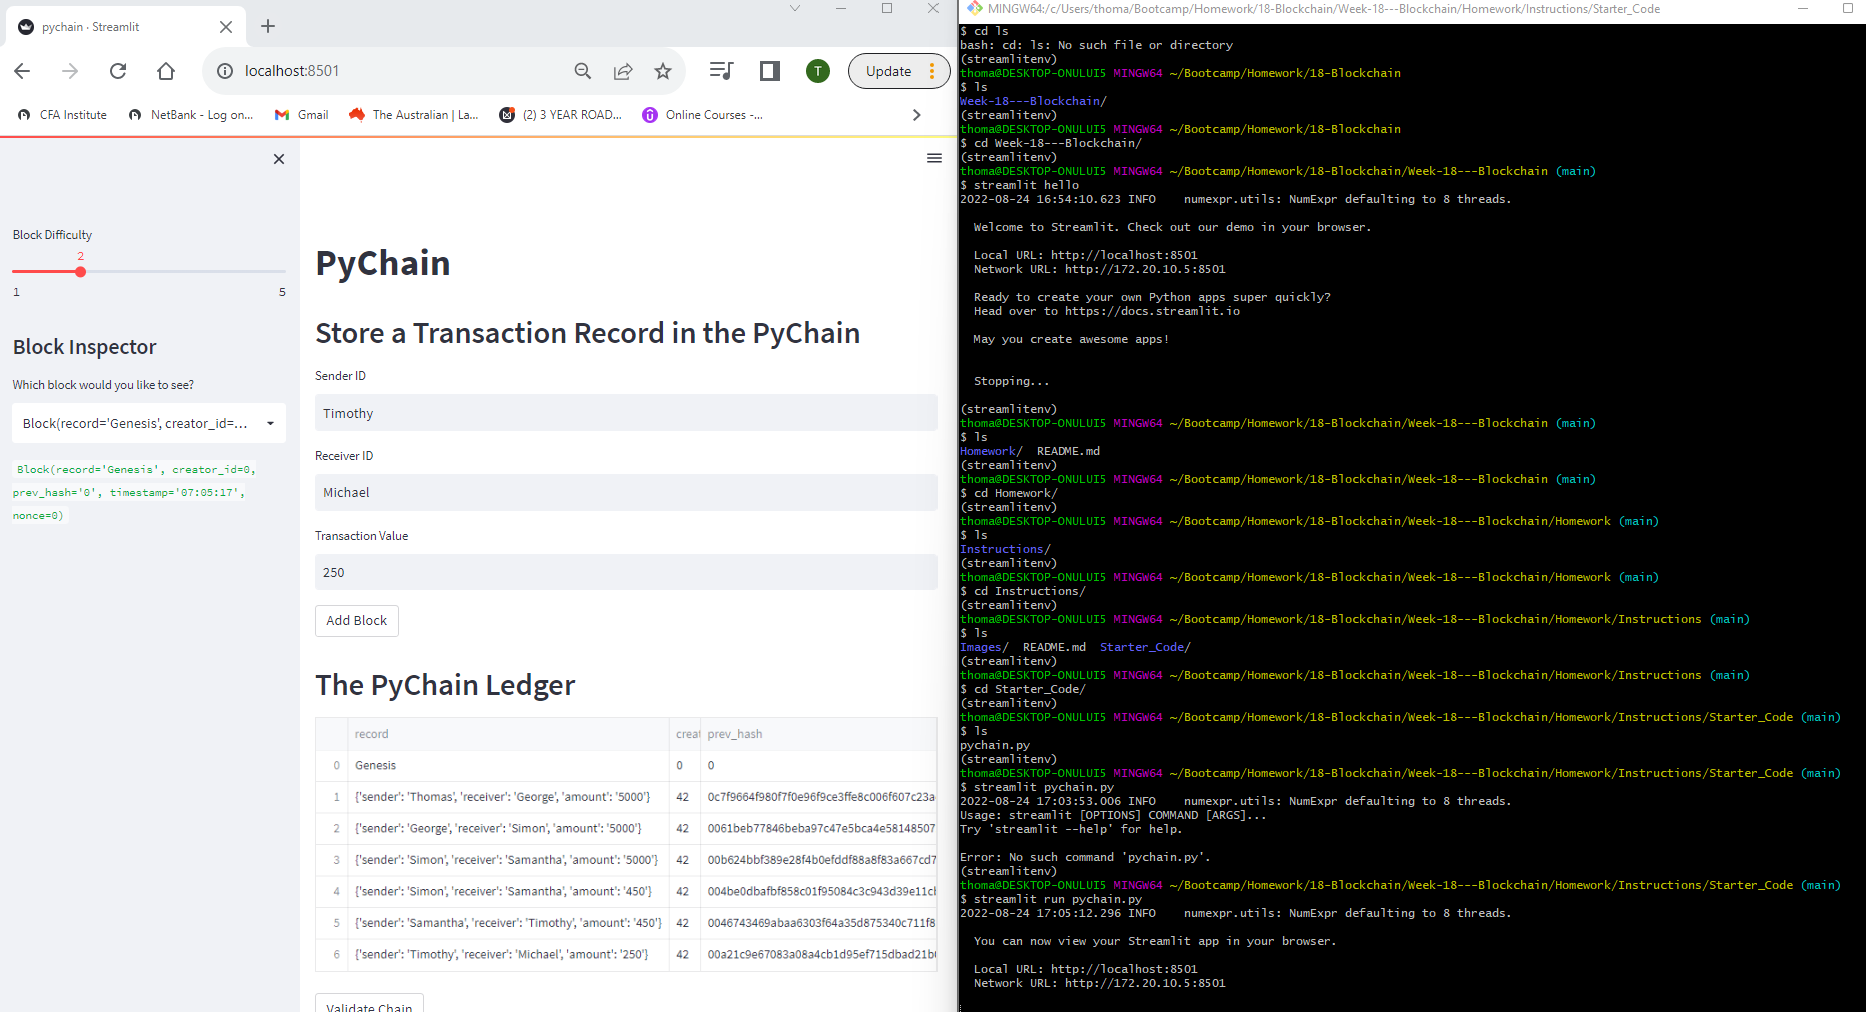 pychain · Streamlit
localhost:8501
Update
CFA Institute
NetBank - Log on...
Gmail
The Australian | La...
(2) 3 YEAR ROAD...
Online Courses -...
T
Block Difficulty
2
1
5
Block Inspector
Which block would you like to see?
Block(record='Genesis', creator_id=...
Block(record='Genesis', creator_id=0,
prev_hash='0', timestamp='07:05:17',
nonce=0)
PyChain
Store a Transaction Record in the PyChain
Sender ID
Timothy
Receiver ID
Michael
Transaction Value
250
Add Block
The PyChain Ledger
record creat prev_hash
0 Genesis 0 0
1 {'sender': 'Thomas', 'receiver': 'George', 'amount': '5000'} 42 0c7f9664f980f7f0e96f9ce3ffe8c006f607c23a
2 {'sender': 'George', 'receiver': 'Simon', 'amount': '5000'} 42 0061beb77846beba97c47e5bca4e58148507
3 {'sender': 'Simon', 'receiver': 'Samantha', 'amount': '5000'} 42 00b624bbf389e28f4b0efddf88a8f83a667cd7
4 {'sender': 'Simon', 'receiver': 'Samantha', 'amount': '450'} 42 004be0dbafbf858c01f95084c3c943d39e11cl
5 {'sender': 'Samantha', 'receiver': 'Timothy', 'amount': '450'} 42 0046743469abaa6303f64a35d875340c711f8
6 {'sender': 'Timothy', 'receiver': 'Michael', 'amount': '250'} 42 00a21c9e67083a08a4cb1d95ef715dbad21b
Validate Chain
MINGW64:/c/Users/thoma/Bootcamp/Homework/18-Blockchain/Week-18---Blockchain/Homework/Instructions/Starter_Code
$ cd ls
bash: cd: ls: No such file or directory
(streamlitenv)
thoma@DESKTOP-ONULUI5 MINGW64 ~/Bootcamp/Homework/18-Blockchain
$ ls
Week-18---Blockchain/
(streamlitenv)
thoma@DESKTOP-ONULUI5 MINGW64 ~/Bootcamp/Homework/18-Blockchain
$ cd Week-18---Blockchain/
(streamlitenv)
thoma@DESKTOP-ONULUI5 MINGW64 ~/Bootcamp/Homework/18-Blockchain/Week-18---Blockchain (main)
$ streamlit hello
2022-08-24 16:54:10.623 INFO    numexpr.utils: NumExpr defaulting to 8 threads.
Welcome to Streamlit. Check out our demo in your browser.
Local URL: http://localhost:8501
Network URL: http://172.20.10.5:8501
Ready to create your own Python apps super quickly?
Head over to https://docs.streamlit.io
May you create awesome apps!
Stopping...
(streamlitenv)
thoma@DESKTOP-ONULUI5 MINGW64 ~/Bootcamp/Homework/18-Blockchain/Week-18---Blockchain (main)
$ ls
Homework/  README.md
(streamlitenv)
thoma@DESKTOP-ONULUI5 MINGW64 ~/Bootcamp/Homework/18-Blockchain/Week-18---Blockchain (main)
$ cd Homework/
(streamlitenv)
thoma@DESKTOP-ONULUI5 MINGW64 ~/Bootcamp/Homework/18-Blockchain/Week-18---Blockchain/Homework (main)
$ ls
Instructions/
(streamlitenv)
thoma@DESKTOP-ONULUI5 MINGW64 ~/Bootcamp/Homework/18-Blockchain/Week-18---Blockchain/Homework (main)
$ cd Instructions/
(streamlitenv)
thoma@DESKTOP-ONULUI5 MINGW64 ~/Bootcamp/Homework/18-Blockchain/Week-18---Blockchain/Homework/Instructions (main)
$ ls
Images/  README.md  Starter_Code/
(streamlitenv)
thoma@DESKTOP-ONULUI5 MINGW64 ~/Bootcamp/Homework/18-Blockchain/Week-18---Blockchain/Homework/Instructions (main)
$ cd Starter_Code/
(streamlitenv)
thoma@DESKTOP-ONULUI5 MINGW64 ~/Bootcamp/Homework/18-Blockchain/Week-18---Blockchain/Homework/Instructions/Starter_Code (main)
$ ls
pychain.py
(streamlitenv)
thoma@DESKTOP-ONULUI5 MINGW64 ~/Bootcamp/Homework/18-Blockchain/Week-18---Blockchain/Homework/Instructions/Starter_Code (main)
$ streamlit pychain.py
2022-08-24 17:03:53.006 INFO    numexpr.utils: NumExpr defaulting to 8 threads.
Usage: streamlit [OPTIONS] COMMAND [ARGS]...
Try 'streamlit --help' for help.
Error: No such command 'pychain.py'.
(streamlitenv)
thoma@DESKTOP-ONULUI5 MINGW64 ~/Bootcamp/Homework/18-Blockchain/Week-18---Blockchain/Homework/Instructions/Starter_Code (main)
$ streamlit run pychain.py
2022-08-24 17:05:12.296 INFO    numexpr.utils: NumExpr defaulting to 8 threads.
You can now view your Streamlit app in your browser.
Local URL: http://localhost:8501
Network URL: http://172.20.10.5:8501